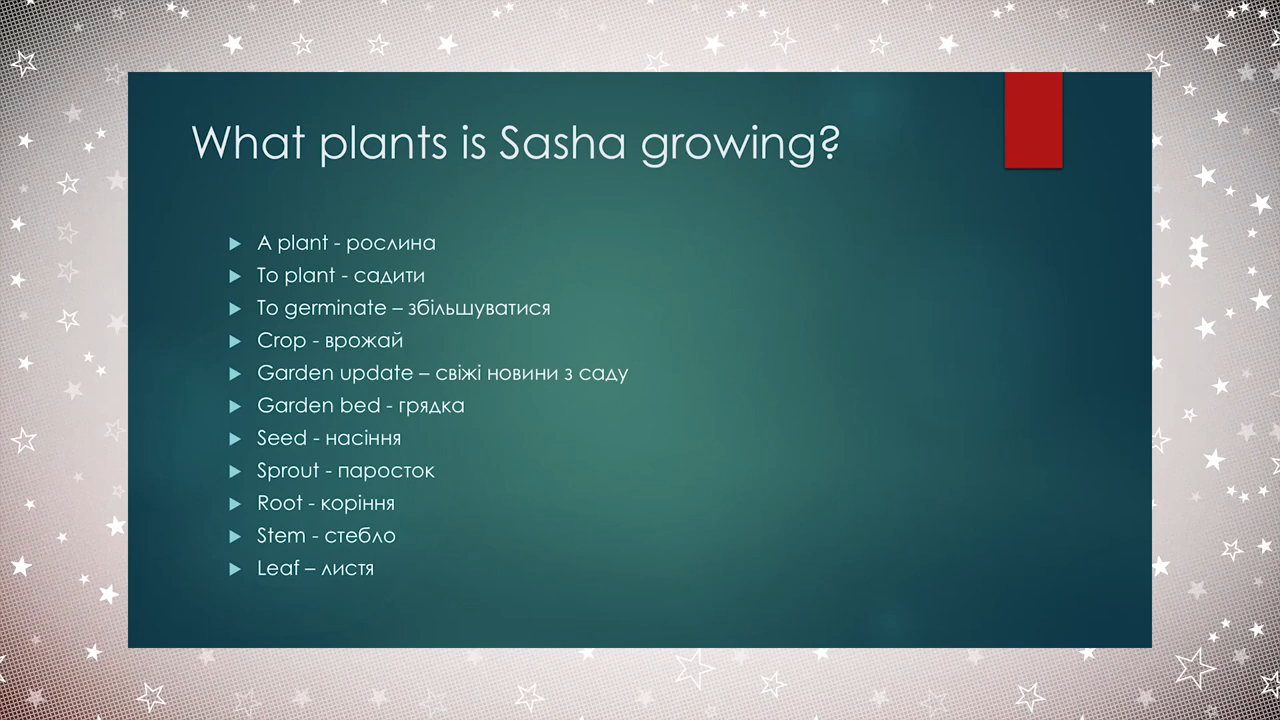 What plants is Sasha growing?
A plant - рослина
To plant - садити
To germinate – збільшуватися
Crop - врожай
Garden update – свіжі новини з саду
Garden bed - грядка
Seed - насіння
Sprout - паросток
Root - коріння
Stem - стебло
Leaf – листя